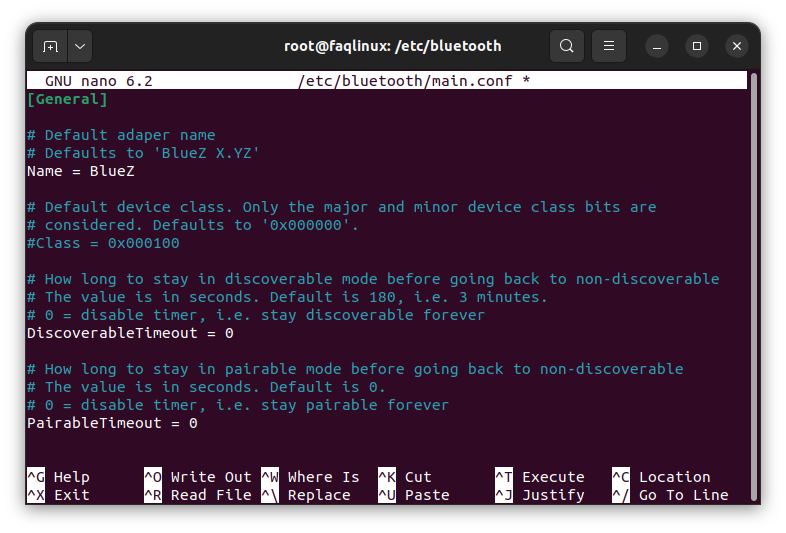 root@faqlinux: /etc/bluetooth
GNU nano 6.2 /etc/bluetooth/main.conf *
[General]
# Default adaper name
# Defaults to 'BlueZ X.YZ'
Name = BlueZ
# Default device class. Only the major and minor device class bits are
# considered. Defaults to '0x000000'.
#Class = 0x000100
# How long to stay in discoverable mode before going back to non-discoverable
# The value is in seconds. Default is 180, i.e. 3 minutes.
# 0 = disable timer, i.e. stay discoverable forever
DiscoverableTimeout = 0
# How long to stay in pairable mode before going back to non-discoverable
# The value is in seconds. Default is 0.
# 0 = disable timer, i.e. stay pairable forever
PairableTimeout = 0
^G Help ^O Write Out ^W Where Is ^K Cut ^T Execute ^C Location
^X Exit ^R Read File ^\ Replace ^U Paste ^J Justify ^/ Go To Line